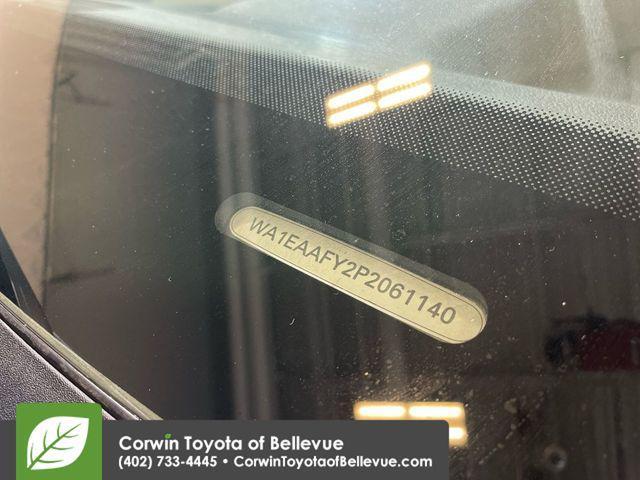 WA1EAAFY2P2061140
Corwin Toyota of Bellevue
(402) 733-4445 • CorwinToyotaofBellevue.com